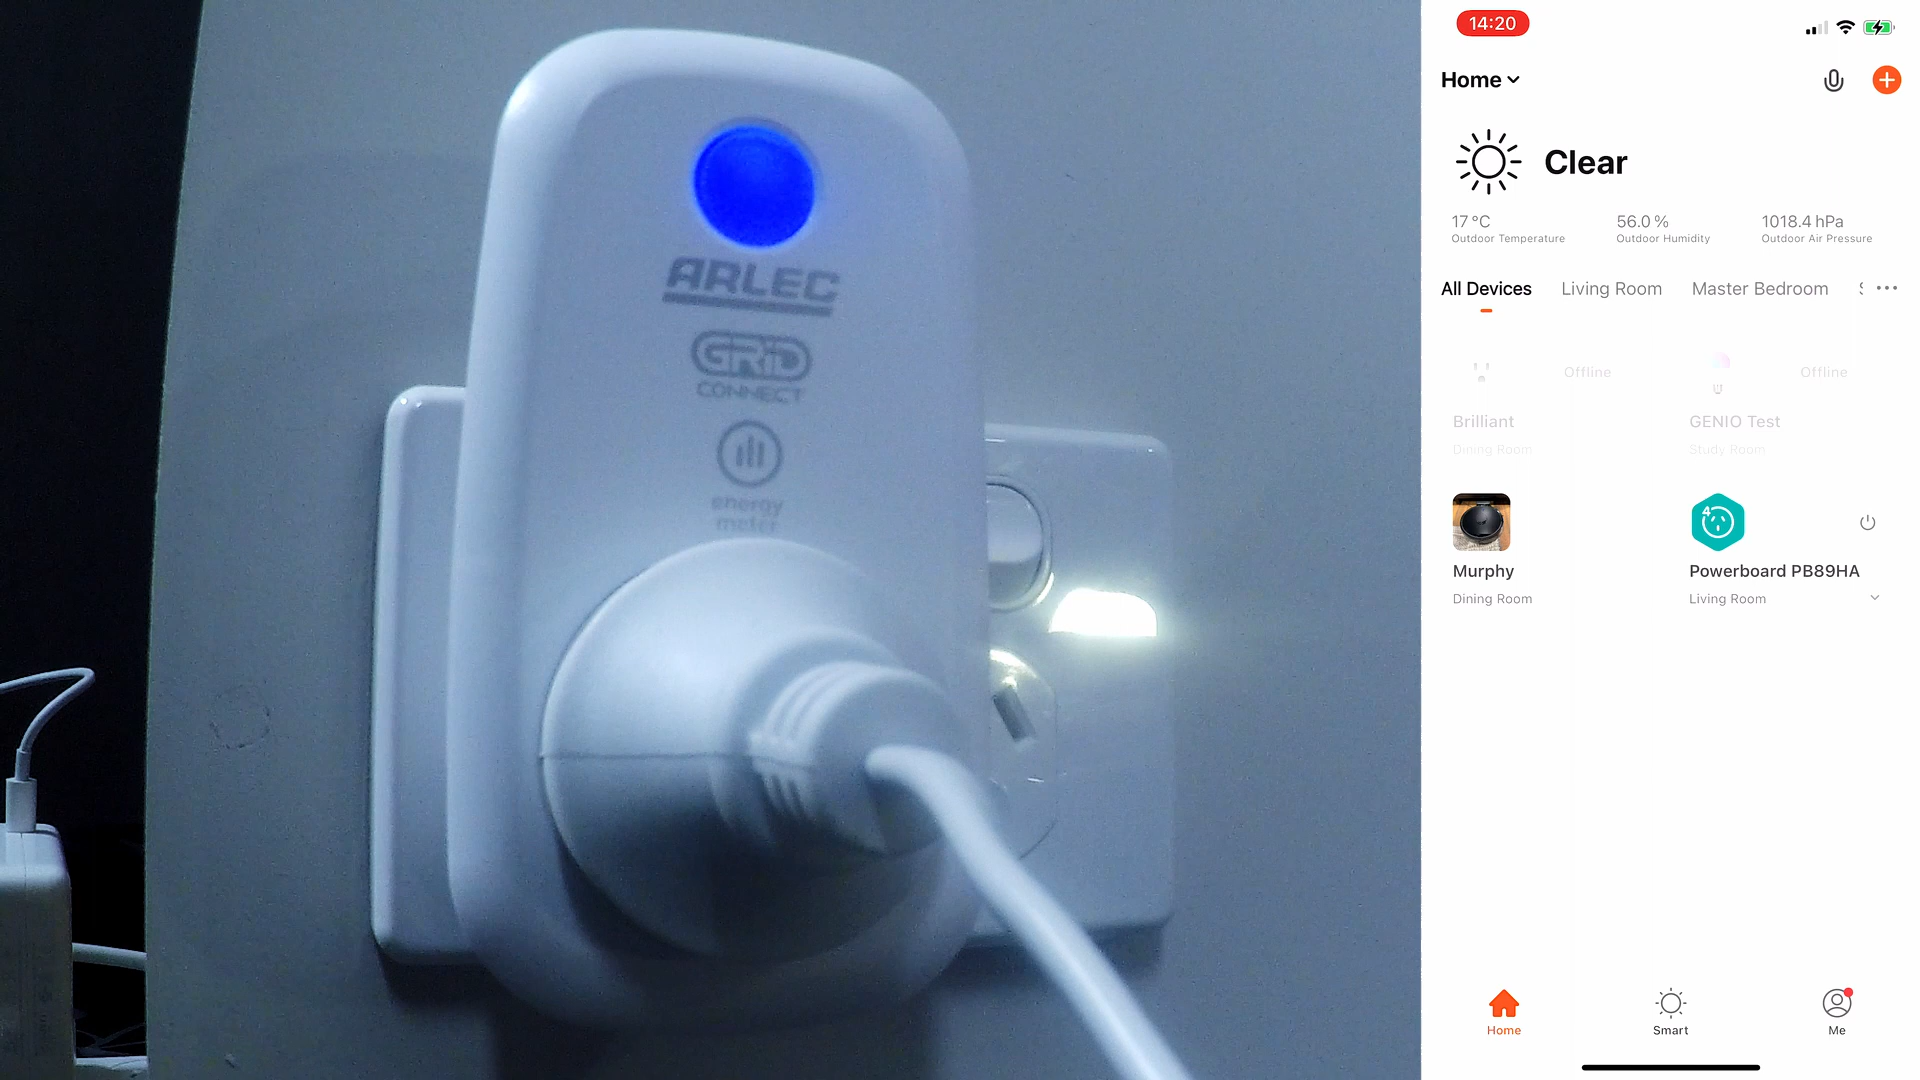 ARLEC
GRID
CONNECT
energy
meter
14:20
Home
Clear
17 °C
56.0 %
1018.4 hPa
Outdoor Temperature
Outdoor Humidity
Outdoor Air Pressure
All Devices
Living Room
Master Bedroom
Offline
Offline
Brilliant
GENIO Test
Dining Room
Study Room
4
Murphy
Powerboard PB89HA
Dining Room
Living Room
Home
Smart
Me